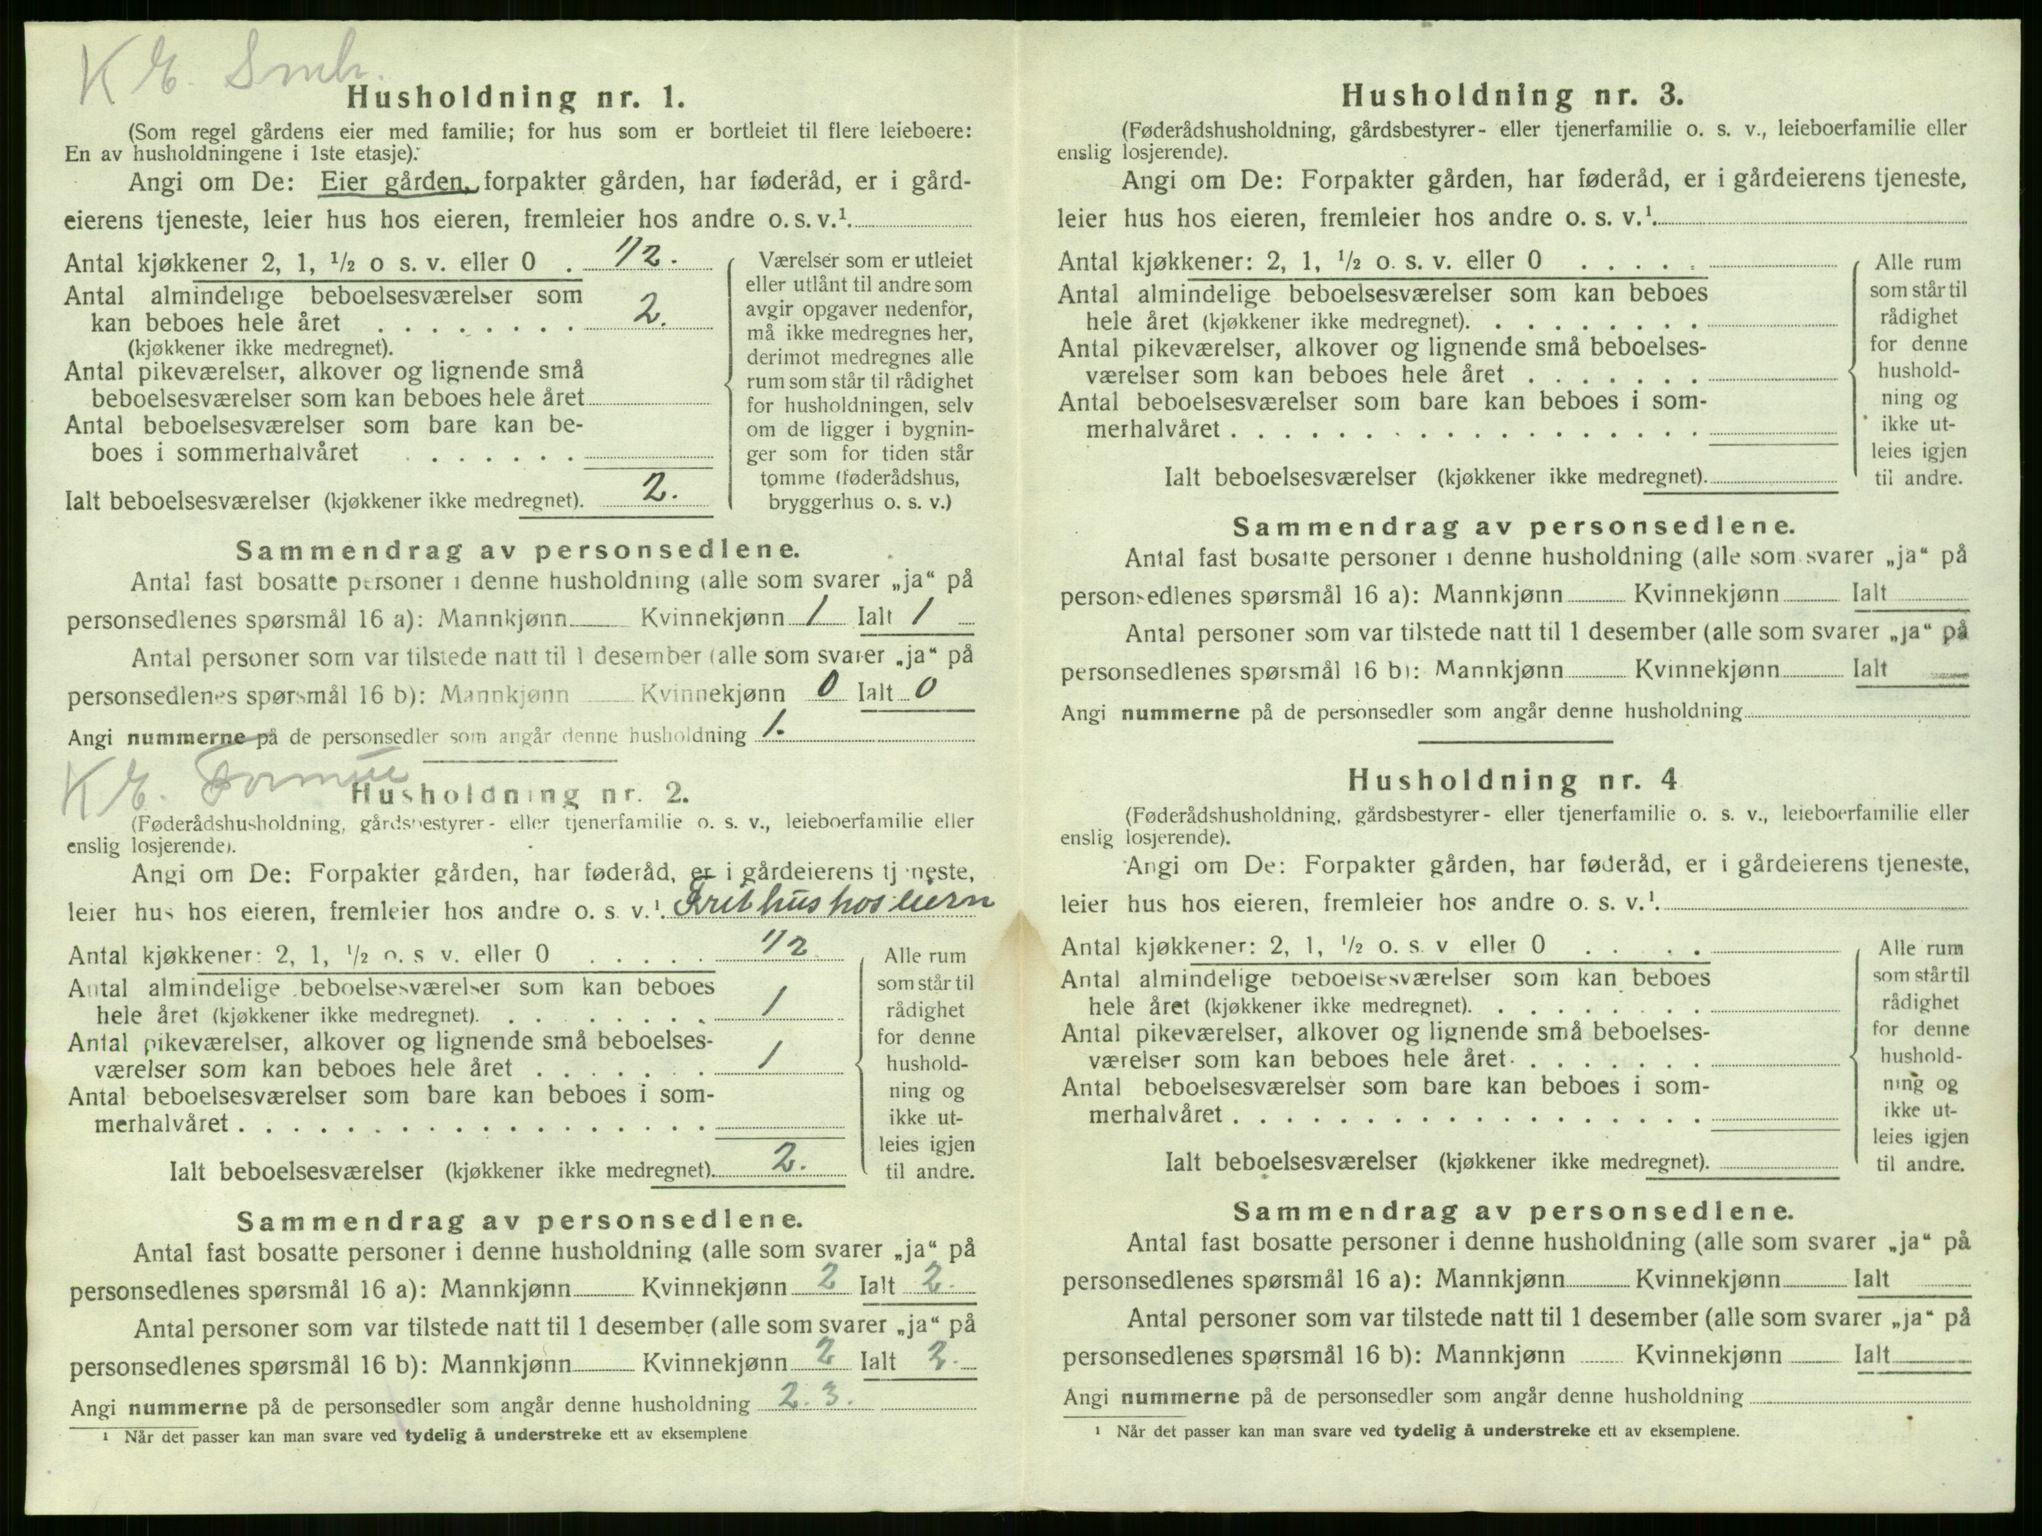 K E. Smb.
Husholdning nr. 1.
(Som regel gårdens eier med familie; for hus som er bortleiet til flere leieboere:
En av husholdningene i 1ste etasje).
Angi om De: Eier gården, forpakter gården, har føderåd, er i gård-
eierens tjeneste, leier hus hos eieren, fremleier hos andre o. s. v.¹.
Antal kjøkkener 2, 1, ½ o s. v. eller 0 . 1/2.
Antal almindelige beboelsesværelser som
kan beboes hele året . . . . . . . . 2.
(kjøkkener ikke medregnet).
Antal pikeværelser, alkover og lignende små
beboelsesværelser som kan beboes hele året
Antal beboelsesværelser som bare kan be-
boes i sommerhalvåret . . . . . .
Ialt beboelsesværelser (kjøkkener ikke medregnet). 2.
Værelser som er utleiet
eller utlånt til andre som
avgir opgaver nedenfor,
må ikke medregnes her,
derimot medregnes alle
rum som står til rådighet
for husholdningen, selv
om de ligger i bygnin-
ger som for tiden står
tomme (føderådshus,
bryggerhus o. s. v.)
Sammendrag av personsedlene.
Antal fast bosatte personer i denne husholdning (alle som svarer „ja“ på
personsedlenes spørsmål 16 a): Mannkjønn Kvinnekjønn 1 Ialt 1
Antal personer som var tilstede natt til 1 desember (alle som svarer „ja“ på
personsedlenes spørsmål 16 b): Mannkjønn Kvinnekjønn 0 Ialt 0
Angi nummerne på de personsedler som angår denne husholdning 1.
K E. Formue
Husholdning nr. 2.
(Føderådshusholdning, gårdsbestyrer- eller tjenerfamilie o. s. v., leieboerfamilie eller
enslig losjerende).
Angi om De: Forpakter gården, har føderåd, er i gårdeierens tjeneste,
leier hus hos eieren, fremleier hos andre o. s. v.¹. Frit hus hos eiern
Antal kjøkkener: 2, 1, ½ o. s v. eller 0 . . . . . 1/2.
Antal almindelige beboelsesværelser som kan beboes
hele året (kjøkkener ikke medregnet). . . . . . . . 1
Antal pikeværelser, alkover og lignende små beboelses-
værelser som kan beboes hele året . . . . . . . 1
Antal beboelsesværelser som bare kan beboes i som-
merhalvåret . . . . . . . . . . . . . . . . . .
Ialt beboelsesværelser (kjøkkener ikke medregnet). 2.
Alle rum
som står til
rådighet
for denne
hushold-
ning og
ikke ut-
leies igjen
til andre.
Sammendrag av personsedlene.
Antal fast bosatte personer i denne husholdning (alle som svarer „ja“ på
personsedlenes spørsmål 16 a): Mannkjønn Kvinnekjønn 2 Ialt 2.
Antal personer som var tilstede natt til 1 desember (alle som svarer „ja“ på
personsedlenes spørsmål 16 b): Mannkjønn Kvinnekjønn 2 Ialt 2.
Angi nummerne på de personsedler som angår denne husholdning 2. 3.
¹ Når det passer kan man svare ved tydelig å understreke ett av eksemplene
Husholdning nr. 3.
(Føderådshusholdning, gårdsbestyrer- eller tjenerfamilie o. s. v., leieboerfamilie eller
enslig losjerende).
Angi om De: Forpakter gården, har føderåd, er i gårdeierens tjeneste,
leier hus hos eieren, fremleier hos andre o. s. v.¹.
Antal kjøkkener: 2, 1, ½ o. s. v. eller 0 . . . . .
Antal almindelige beboelsesværelser som kan beboes
hele året (kjøkkener ikke medregnet). . . . . . . . .
Antal pikeværelser, alkover og lignende små beboelses-
værelser som kan beboes hele året . . . . . . .
Antal beboelsesværelser som bare kan beboes i som-
merhalvåret . . . . . . . . . . . . . . . . . .
Ialt beboelsesværelser (kjøkkener ikke medregnet).
Alle rum
som står til
rådighet
for denne
hushold-
ning og
ikke ut-
leies igjen
til andre.
Sammendrag av personsedlene.
Antal fast bosatte personer i denne husholdning (alle som svarer „ja“ på
personsedlenes spørsmål 16 a): Mannkjønn Kvinnekjønn Ialt
Antal personer som var tilstede natt til 1 desember (alle som svarer „ja“ på
personsedlenes spørsmål 16 b): Mannkjønn Kvinnekjønn Ialt
Angi nummerne på de personsedler som angår denne husholdning
Husholdning nr. 4
(Føderådshusholdning, gårdsbestyrer- eller tjenerfamilie o. s. v., leieboerfamilie eller
enslig losjerende).
Angi om De: Forpakter gården, har føderåd, er i gårdeierens tjeneste,
leier hus hos eieren, fremleier hos andre o. s. v.¹.
Antal kjøkkener: 2, 1, ½ o. s. v eller 0 . . . . .
Antal almindelige beboelsesværelser som kan beboes
hele året (kjøkkener ikke medregnet). . . . . . . . .
Antal pikeværelser, alkover og lignende små beboelses-
værelser som kan beboes hele året . . . . . . .
Antal beboelsesværelser som bare kan beboes i som-
merhalvåret . . . . . . . . . . . . . . . . . .
Ialt beboelsesværelser (kjøkkener ikke medregnet).
Alle rum
som står til
rådighet
for denne
hushold-
ning og
ikke ut-
leies igjen
til andre.
Sammendrag av personsedlene.
Antal fast bosatte personer i denne husholdning (alle som svarer „ja“ på
personsedlenes spørsmål 16 a): Mannkjønn Kvinnekjønn Ialt
Antal personer som var tilstede natt til 1 desember (alle som svarer „ja“ på
personsedlenes spørsmål 16 b): Mannkjønn Kvinnekjønn Ialt
Angi nummerne på de personsedler som angår denne husholdning
¹ Når det passer kan man svare ved tydelig å understreke ett av eksemplene.